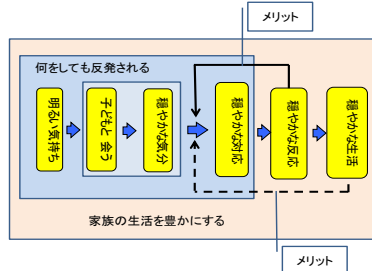 メリット
何をしても反発される
明るい気持ち
子どもと 会う
穏やかな気分
穏やかな対応
穏やかな反応
穏やかな生活
家族の生活を豊かにする
メリット